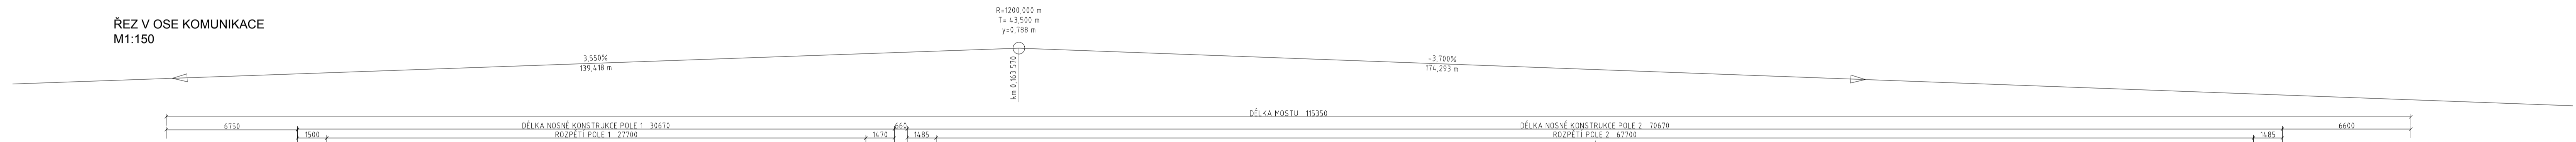 ŘEZ V OSE KOMUNIKACE
M1:150
R=1200,000 m
T= 43,500 m
y=0,788 m
3,550%
139,418 m
km 0,163 570
-3,700%
174,293 m
DÉLKA MOSTU 115350
6750
DÉLKA NOSNÉ KONSTRUKCE POLE 1 30670
660
DÉLKA NOSNÉ KONSTRUKCE POLE 2 70670
6600
1500
ROZPĚTÍ POLE 1 27700
1470
1485
ROZPĚTÍ POLE 2 67700
1485